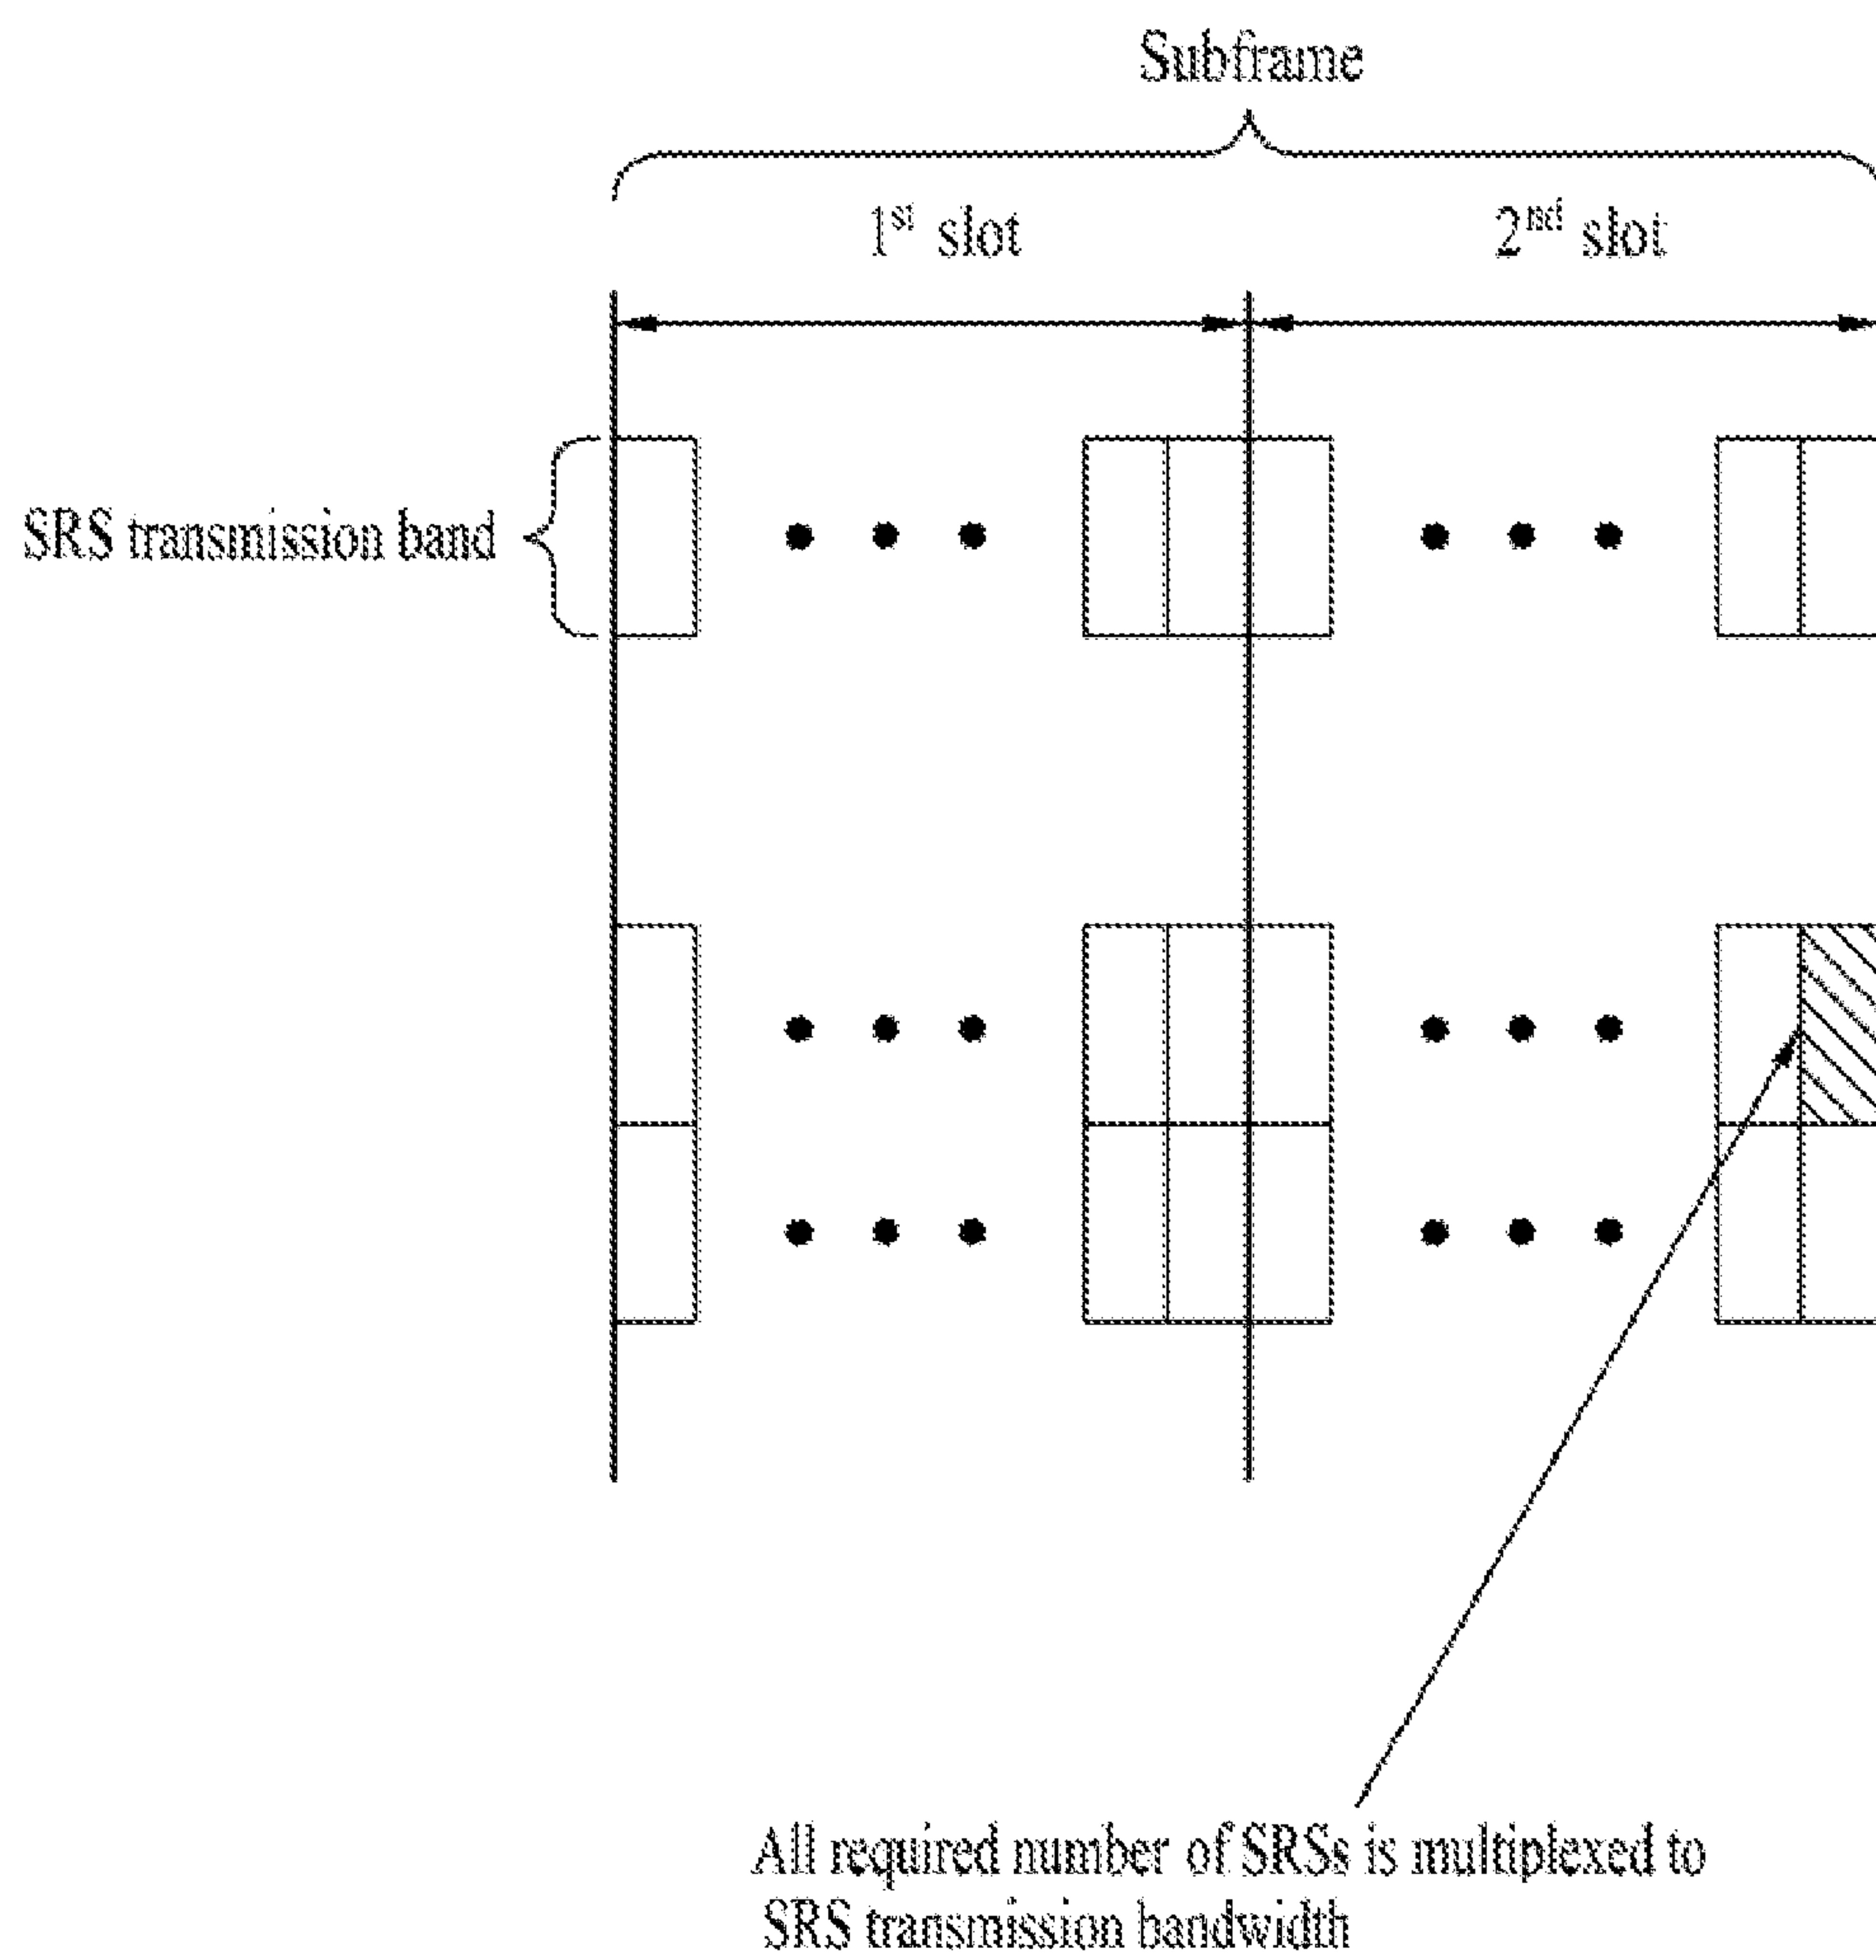 Subframe
1st slot
2nd slot
SRS transmission band
All required number of SRSs is multiplexed to
SRS transmission bandwidth